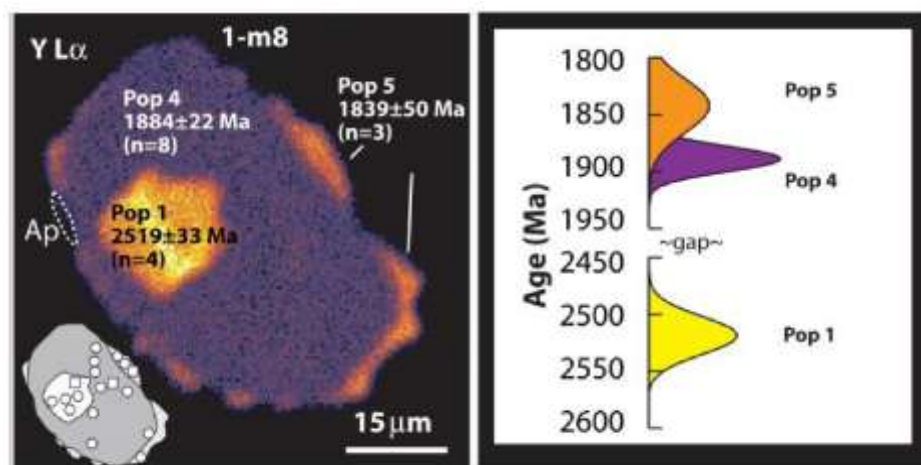 Y Lα
1-m8
Pop 4
1884±22 Ma
(n=8)
Pop 5
1839±50 Ma
(n=3)
Pop 1
2519±33 Ma
(n=4)
Ap
15 μm
Age (Ma)
1800
1850
1900
1950
~gap~
2450
2500
2550
2600
Pop 5
Pop 4
Pop 1